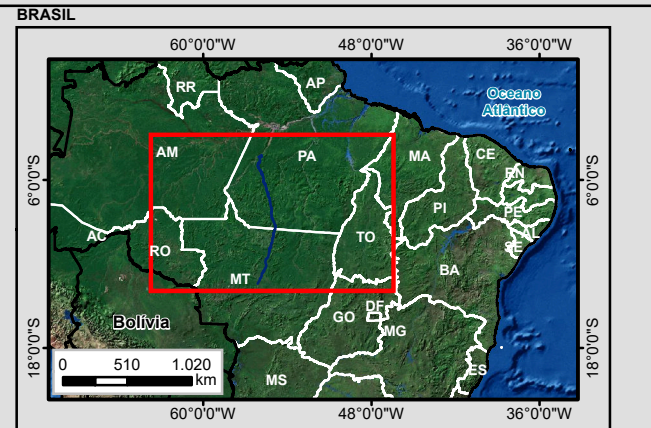 BRASIL
60°0'0"W 48°0'0"W 36°0'0"W
RR
AP
Oceano
Atlântico
AM
PA
MA
CE
RN
6°0'0"S
6°0'0"S
PI
PE
AL
AC
RO
TO
SE
MT
BA
Bolívia
GO
DF
MG
18°0'0"S
18°0'0"S
0 510 1.020
km
MS
ES
60°0'0"W 48°0'0"W 36°0'0"W